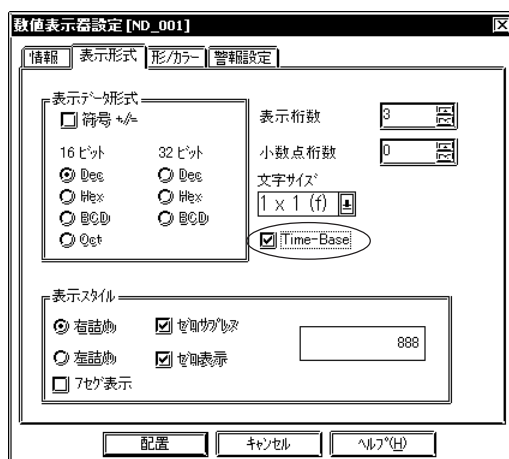 数値表示器設定 [ND_001]
情報 表示形式 形/カラー 警報設定
表示データ形式
符号 +/-
16 ビット 32 ビット
Dec Dec
Hex Hex
BCD BCD
Oct
表示桁数 3
小数点桁数 0
文字サイズ
1 x 1 (f)
Time-Base
表示スタイル
右詰め ゼロサプレス
左詰め ゼロ表示
7セグ表示
888
配置 キャンセル ヘルプ(H)